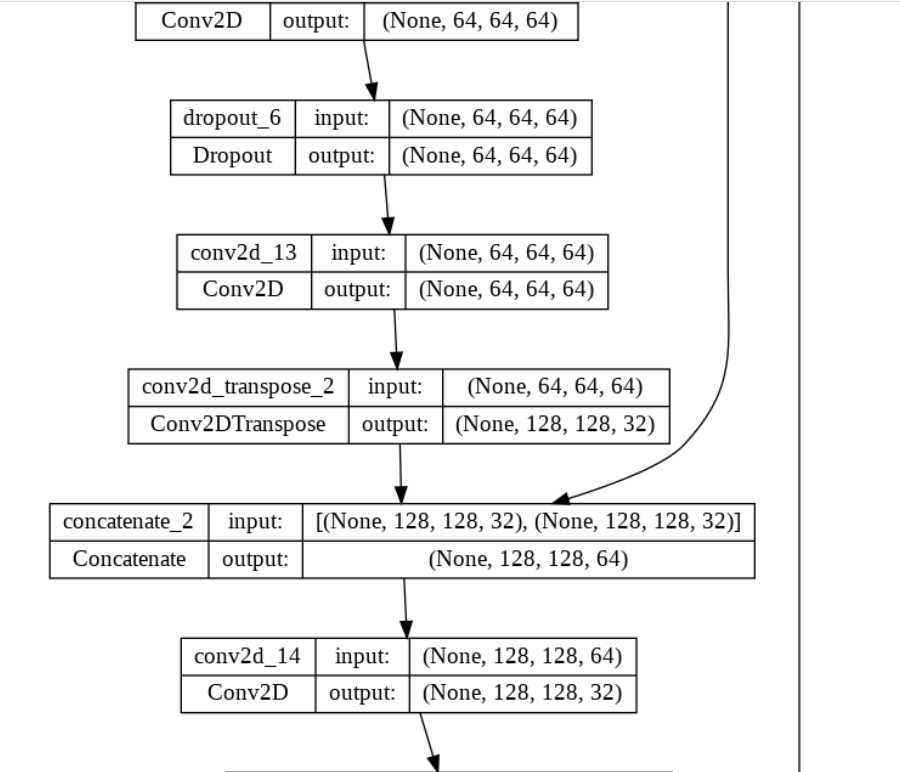 Conv2D output: (None, 64, 64, 64)
dropout_6 input: (None, 64, 64, 64)
Dropout output: (None, 64, 64, 64)
conv2d_13 input: (None, 64, 64, 64)
Conv2D output: (None, 64, 64, 64)
conv2d_transpose_2 input: (None, 64, 64, 64)
Conv2DTranspose output: (None, 128, 128, 32)
concatenate_2 input: [(None, 128, 128, 32), (None, 128, 128, 32)]
Concatenate output: (None, 128, 128, 64)
conv2d_14 input: (None, 128, 128, 64)
Conv2D output: (None, 128, 128, 32)